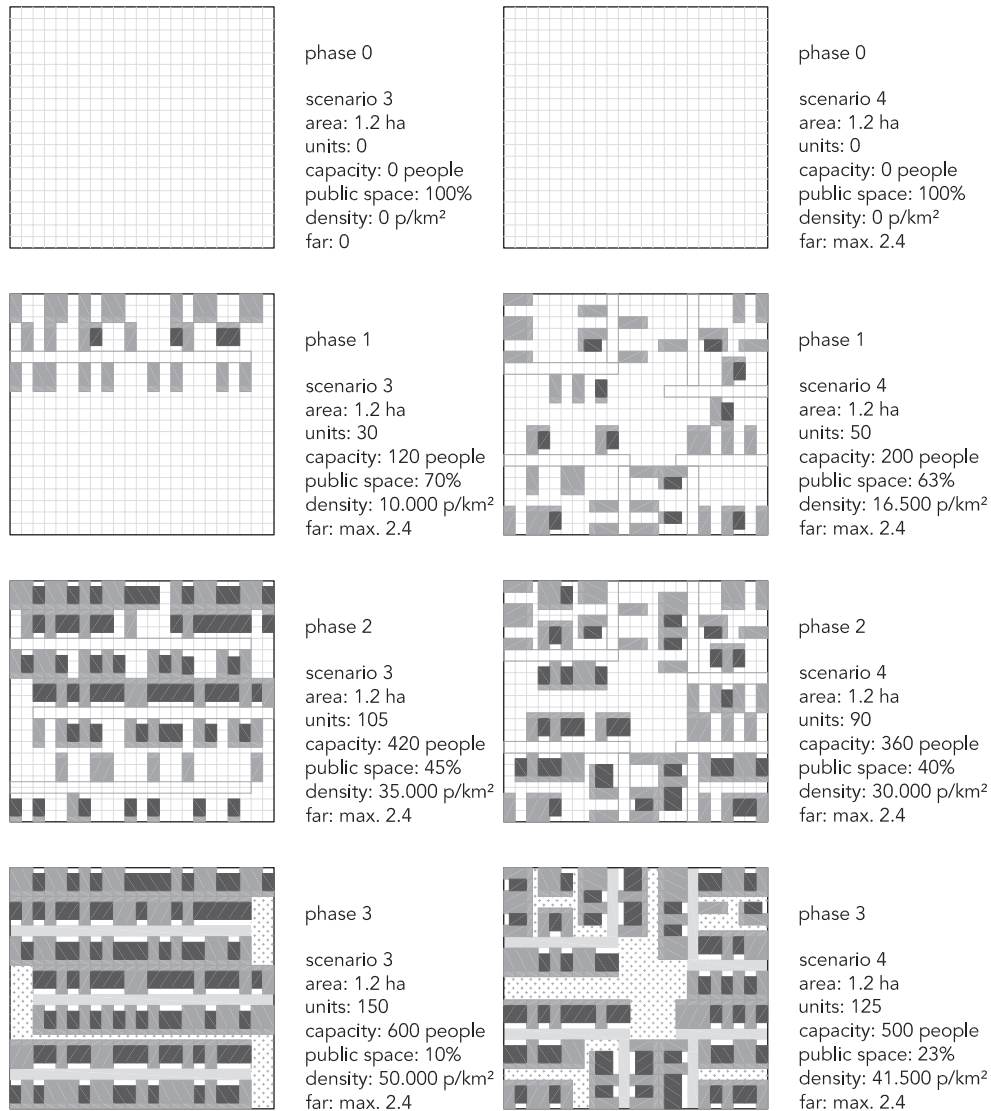 phase 0
scenario 3
area: 1.2 ha
units: 0
capacity: 0 people
public space: 100%
density: 0 p/km²
far: 0
phase 0
scenario 4
area: 1.2 ha
units: 0
capacity: 0 people
public space: 100%
density: 0 p/km²
far: max. 2.4
phase 1
scenario 3
area: 1.2 ha
units: 30
capacity: 120 people
public space: 70%
density: 10.000 p/km²
far: max. 2.4
phase 1
scenario 4
area: 1.2 ha
units: 50
capacity: 200 people
public space: 63%
density: 16.500 p/km²
far: max. 2.4
phase 2
scenario 3
area: 1.2 ha
units: 105
capacity: 420 people
public space: 45%
density: 35.000 p/km²
far: max. 2.4
phase 2
scenario 4
area: 1.2 ha
units: 90
capacity: 360 people
public space: 40%
density: 30.000 p/km²
far: max. 2.4
phase 3
scenario 3
area: 1.2 ha
units: 150
capacity: 600 people
public space: 10%
density: 50.000 p/km²
far: max. 2.4
phase 3
scenario 4
area: 1.2 ha
units: 125
capacity: 500 people
public space: 23%
density: 41.500 p/km²
far: max. 2.4